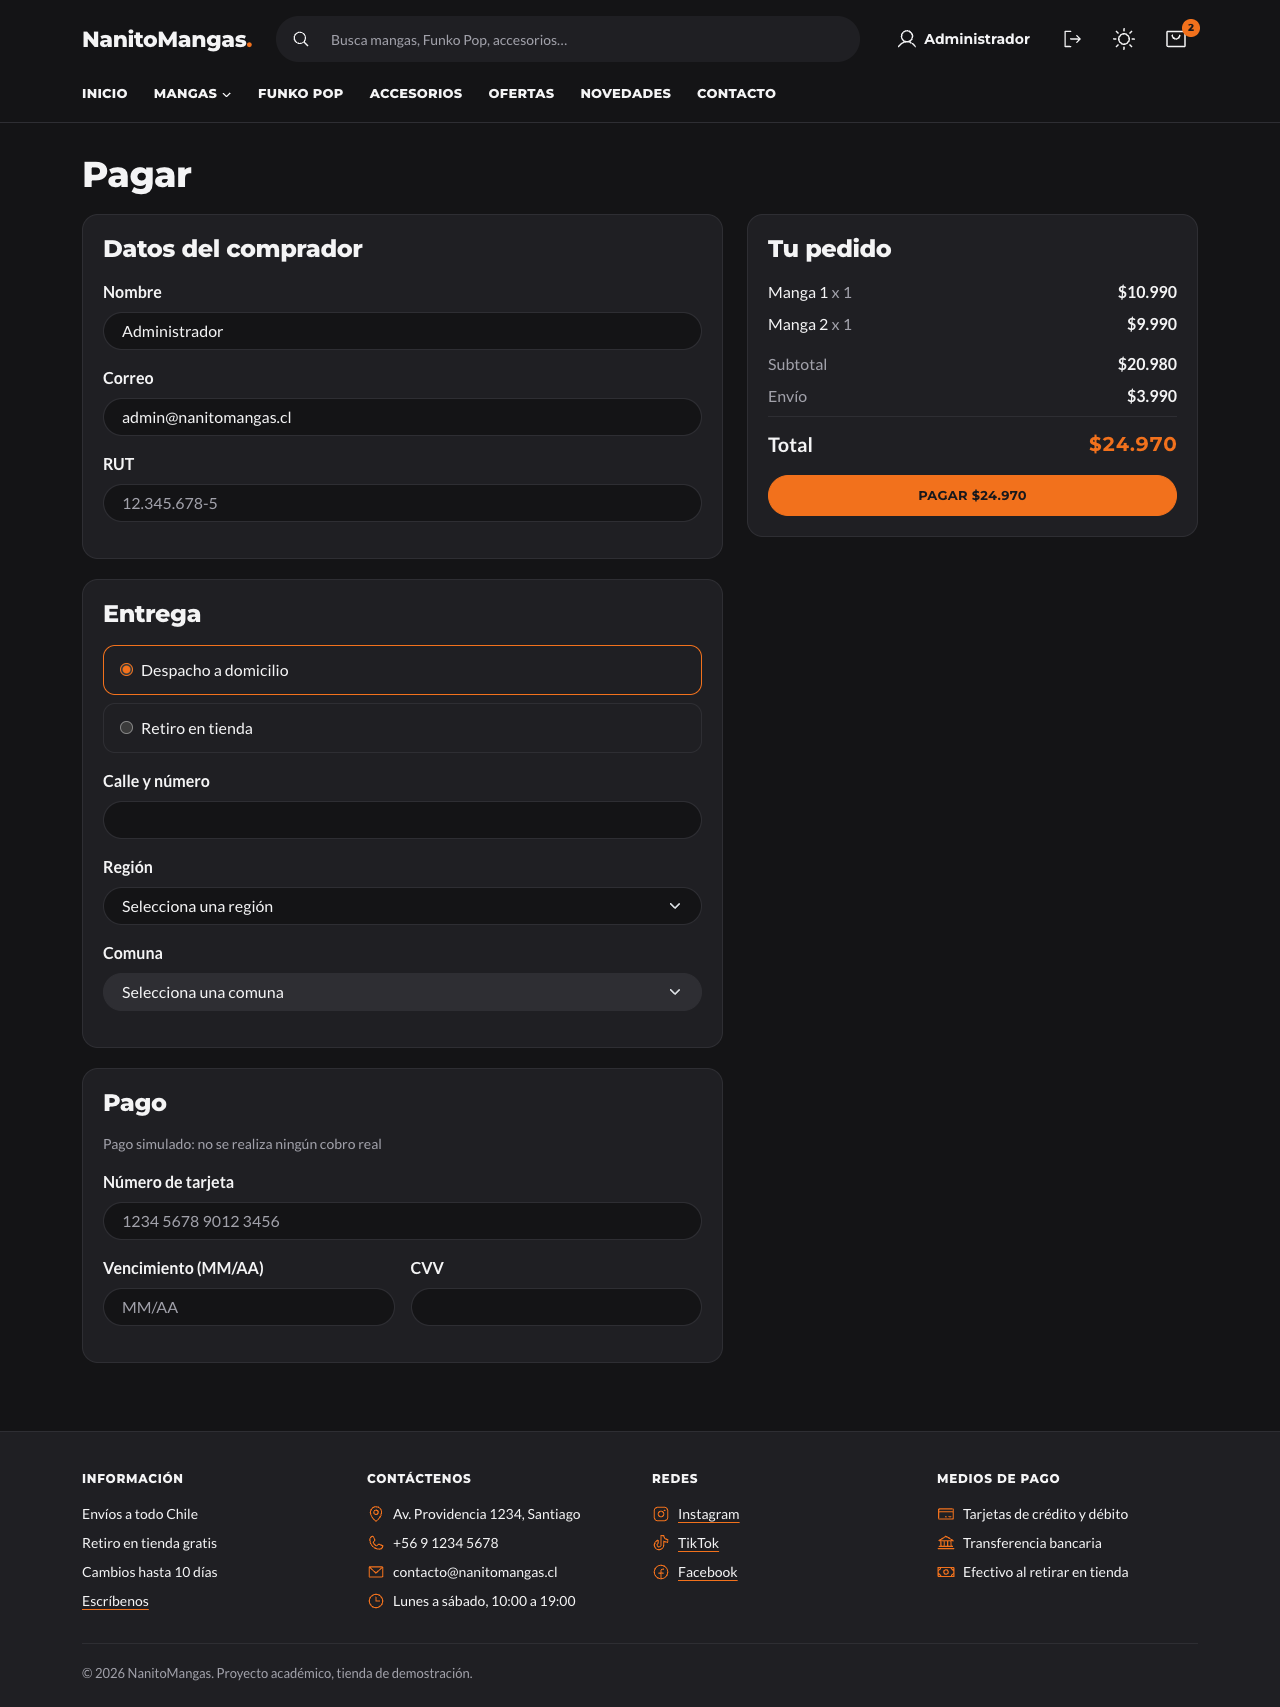 NanitoMangas.
Busca mangas, Funko Pop, accesorios...
Administrador
2
INICIO
MANGAS
FUNKO POP
ACCESORIOS
OFERTAS
NOVEDADES
CONTACTO
Pagar
Datos del comprador
Nombre
Administrador
Correo
admin@nanitomangas.cl
RUT
12.345.678-5
Tu pedido
Manga 1 x 1 $10.990
Manga 2 x 1 $9.990
Subtotal $20.980
Envío $3.990
Total $24.970
PAGAR $24.970
Entrega
Despacho a domicilio
Retiro en tienda
Calle y número
Región
Selecciona una región
Comuna
Selecciona una comuna
Pago
Pago simulado: no se realiza ningún cobro real
Número de tarjeta
1234 5678 9012 3456
Vencimiento (MM/AA)
MM/AA
CVV
INFORMACIÓN
Envíos a todo Chile
Retiro en tienda gratis
Cambios hasta 10 días
Escríbenos
CONTÁCTENOS
Av. Providencia 1234, Santiago
+56 9 1234 5678
contacto@nanitomangas.cl
Lunes a sábado, 10:00 a 19:00
REDES
Instagram
TikTok
Facebook
MEDIOS DE PAGO
Tarjetas de crédito y débito
Transferencia bancaria
Efectivo al retirar en tienda
© 2026 NanitoMangas. Proyecto académico, tienda de demostración.